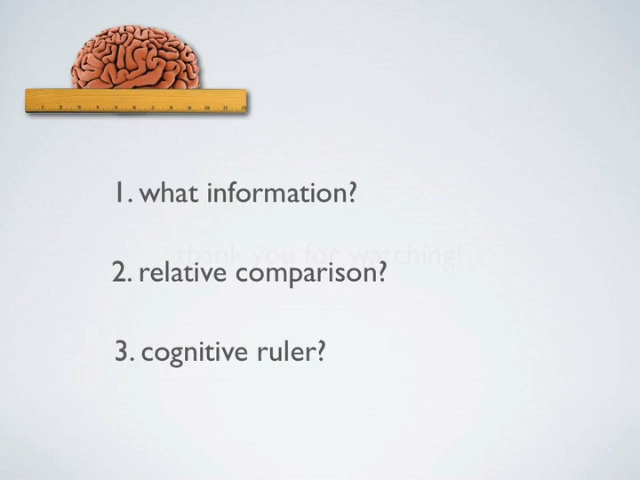 1. what information?
thank you for watching!
2. relative comparison?
3. cognitive ruler?